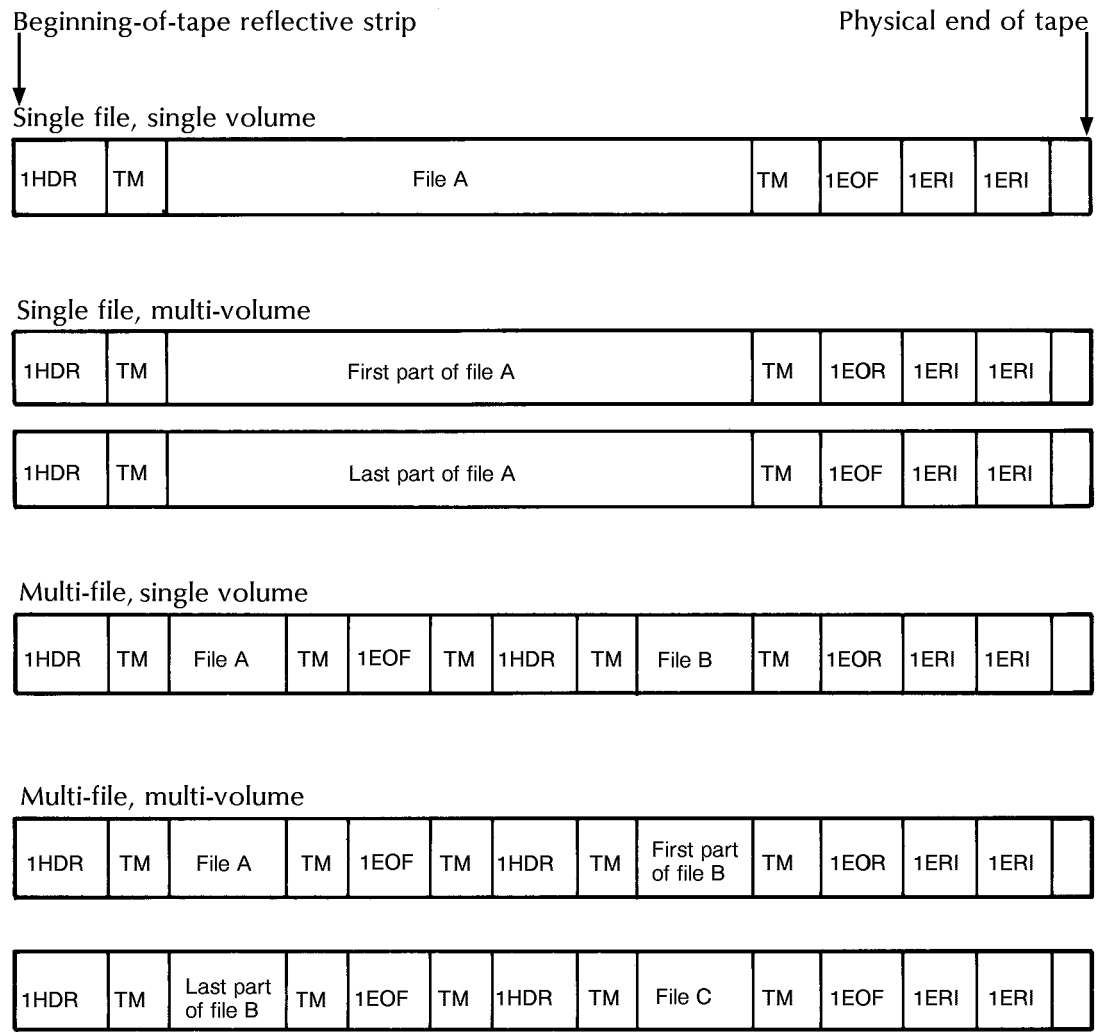 Beginning-of-tape reflective strip Physical end of tape
Single file, single volume
1HDR TM File A TM 1EOF 1ERI 1ERI
Single file, multi-volume
1HDR TM First part of file A TM 1EOR 1ERI 1ERI
1HDR TM Last part of file A TM 1EOF 1ERI 1ERI
Multi-file, single volume
1HDR TM File A TM 1EOF TM 1HDR TM File B TM 1EOR 1ERI 1ERI
Multi-file, multi-volume
1HDR TM File A TM 1EOF TM 1HDR TM First part of file B TM 1EOR 1ERI 1ERI
1HDR TM Last part of file B TM 1EOF TM 1HDR TM File C TM 1EOF 1ERI 1ERI